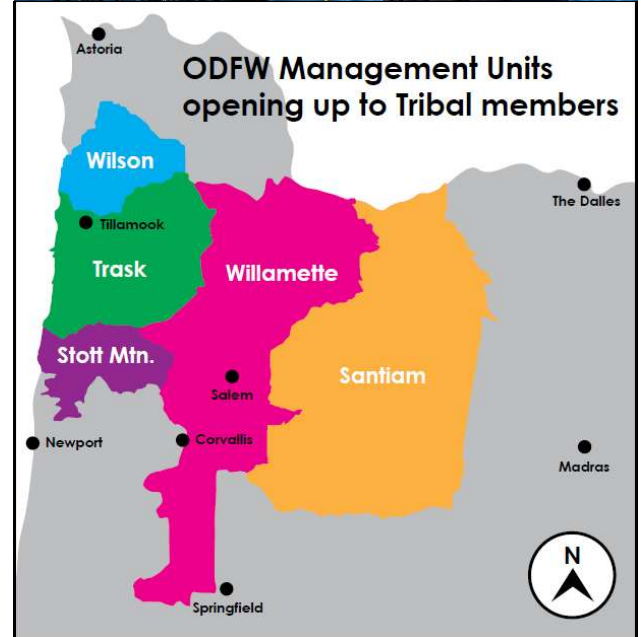 Astoria
ODFW Management Units
opening up to Tribal members
Wilson
The Dalles
Tillamook
Trask
Willamette
Stott Mtn.
Santiam
Salem
Newport
Corvallis
Madras
N
Springfield